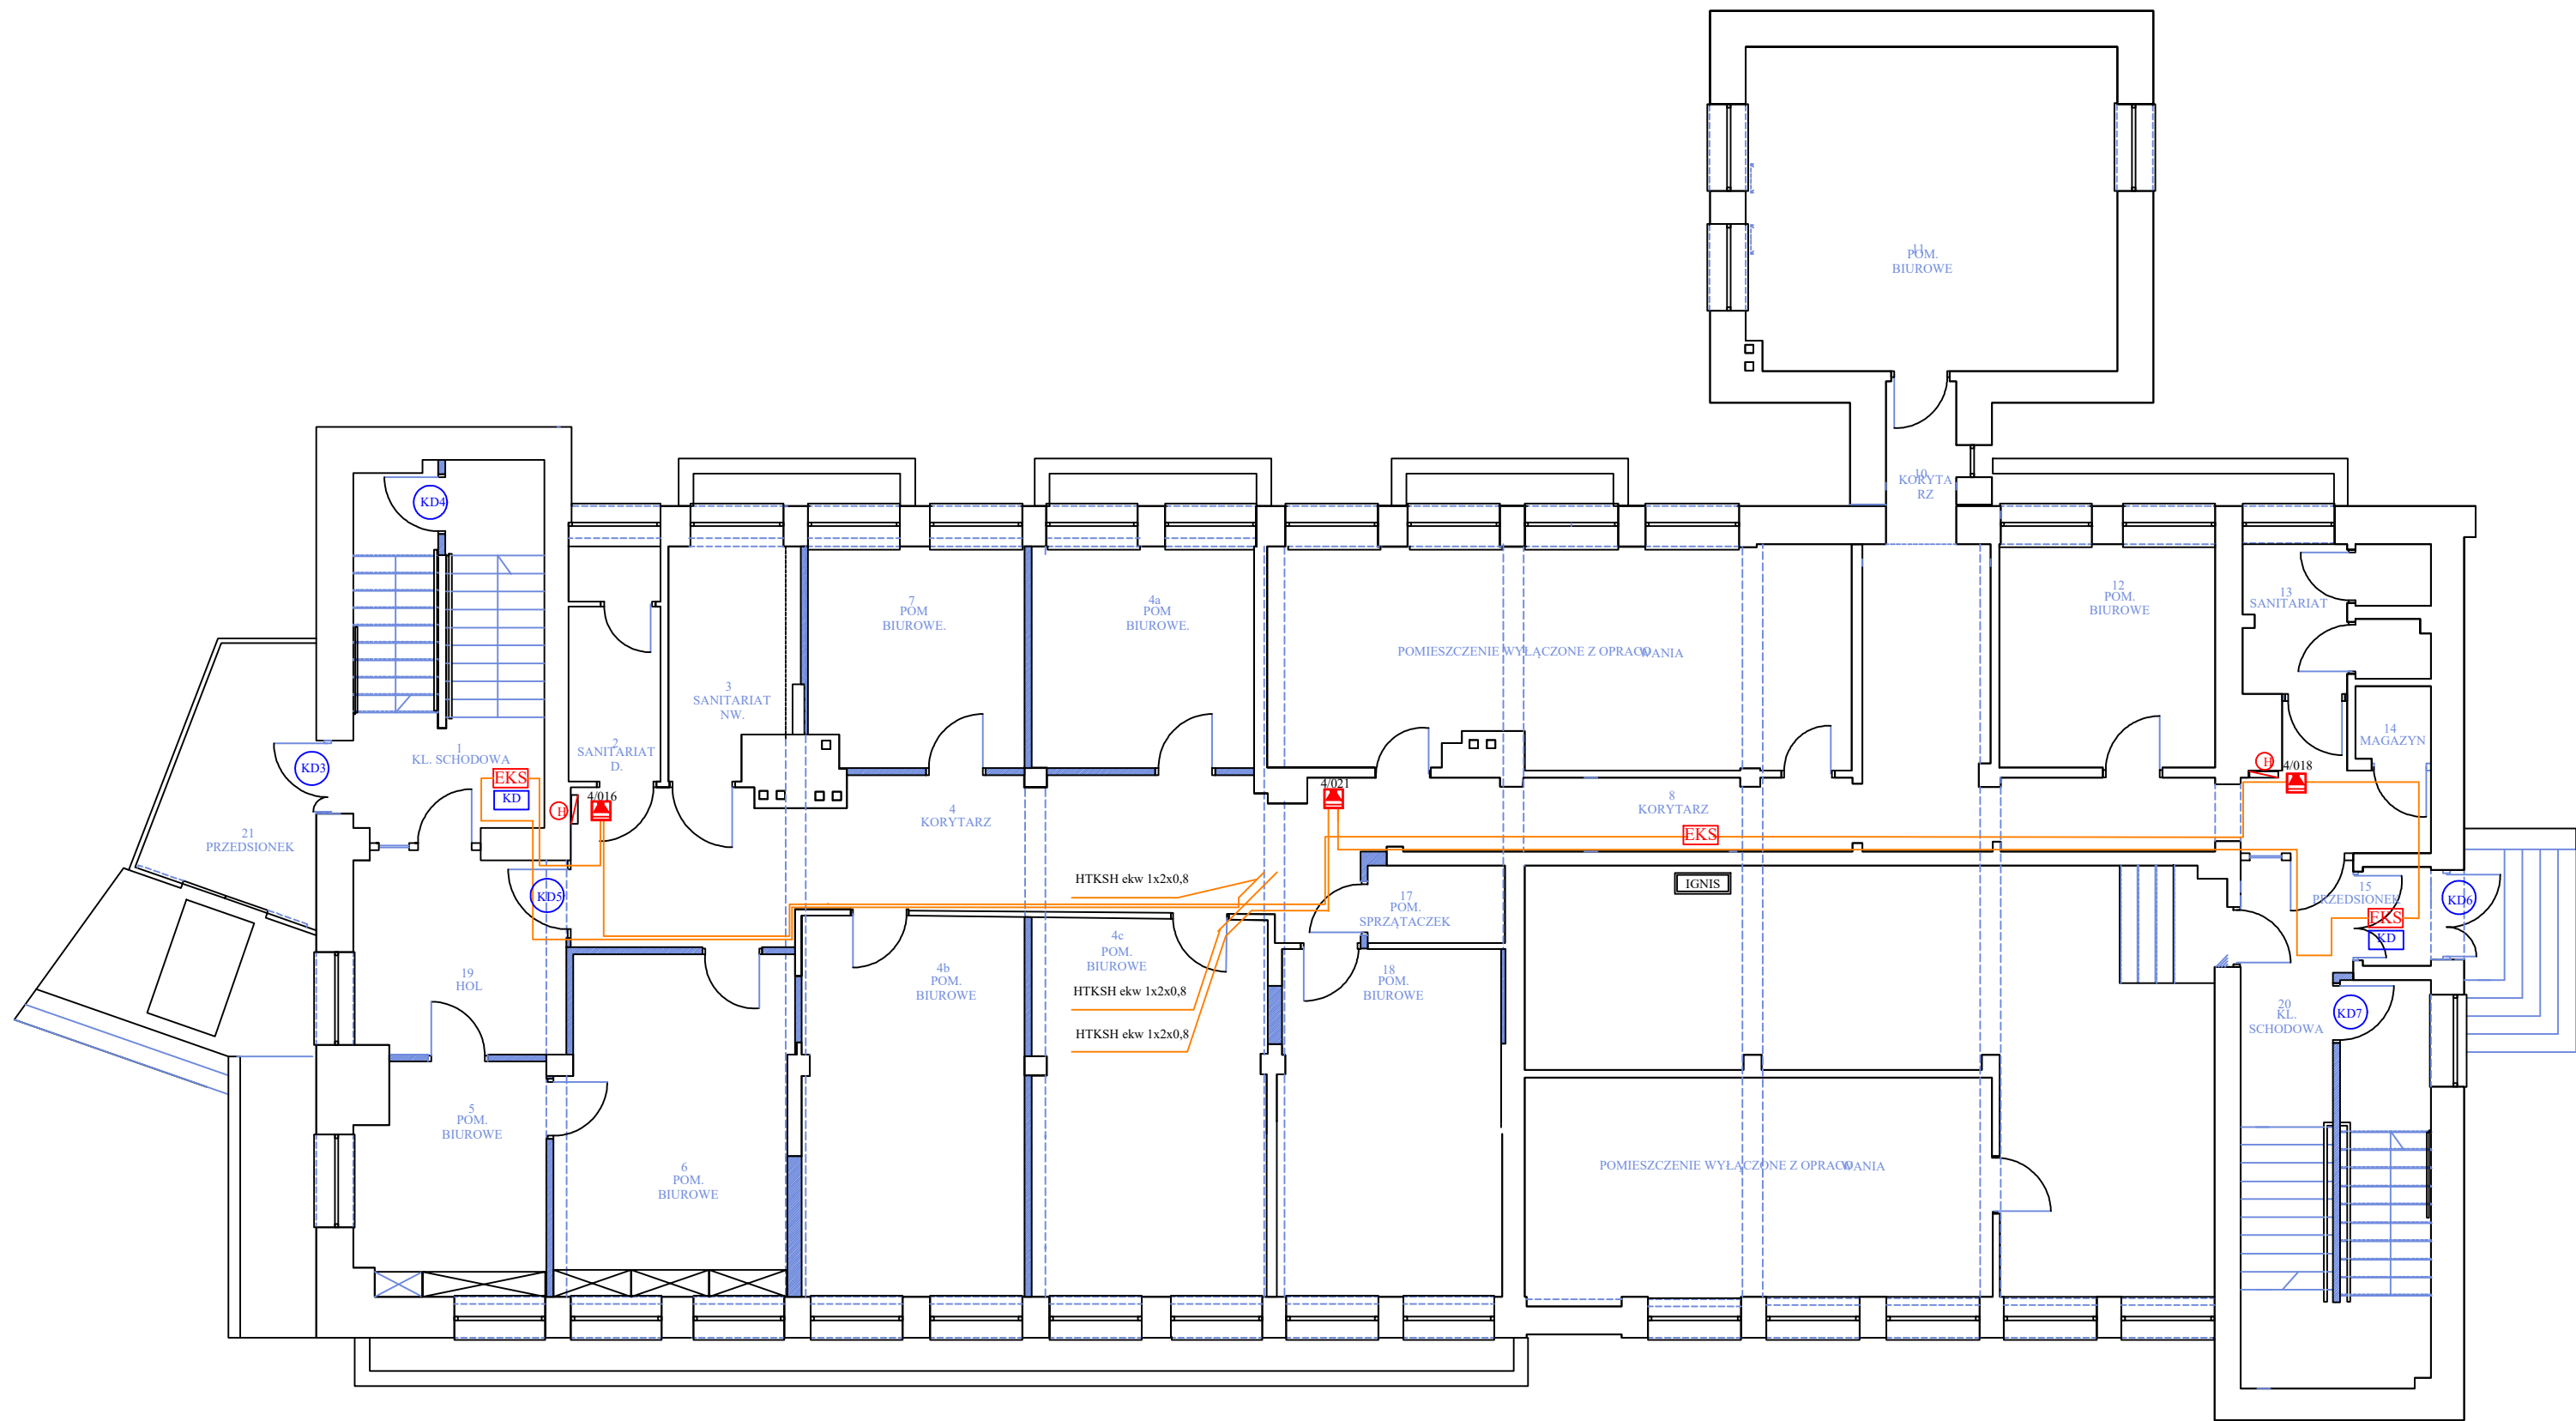 11
POM.
BIUROWE
10
KORYTA
RZ
KD4
12
POM.
BIUROWE
13
SANITARIAT
7
POM
BIUROWE.
4a
POM
BIUROWE.
POMIESZCZENIE WYŁĄCZONE Z OPRACOWANIA
3
SANITARIAT
NW.
14
MAGAZYN
1
KL. SCHODOWA
2
SANITARIAT
D.
KD3
EKS
KD
H
4/016
4/021
H
4/018
4
KORYTARZ
8
KORYTARZ
EKS
21
PRZEDSIONEK
HTKSH ekw 1x2x0,8
IGNIS
KD5
17
POM.
SPRZĄTACZEK
15
PRZEDSIONEK
KD6
EKS
KD
4c
POM.
BIUROWE
19
HOL
4b
POM.
BIUROWE
18
POM.
BIUROWE
HTKSH ekw 1x2x0,8
20
KL.
SCHODOWA
KD7
HTKSH ekw 1x2x0,8
5
POM.
BIUROWE
6
POM.
BIUROWE
POMIESZCZENIE WYŁĄCZONE Z OPRACOWANIA